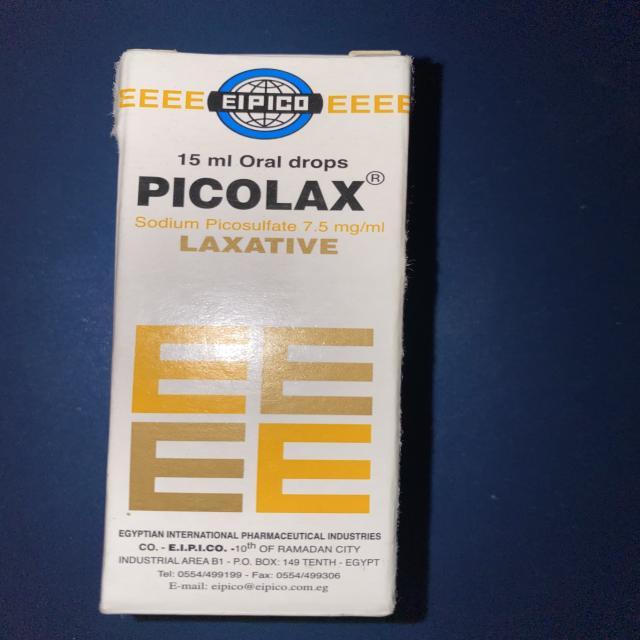 EEEE EIPICO EEEE
15 ml Oral drops
PICOLAX®
Sodium Picosulfate 7.5 mg/ml
LAXATIVE
E E
E E
EGYPTIAN INTERNATIONAL PHARMACEUTICAL INDUSTRIES
CO. - E.I.P.I.CO. -10th OF RAMADAN CITY
INDUSTRIAL AREA B1 - P.O. BOX: 149 TENTH - EGYPT
Tel: 0554/499199 - Fax: 0554/499306
E-mail: eipico@eipico.com.eg